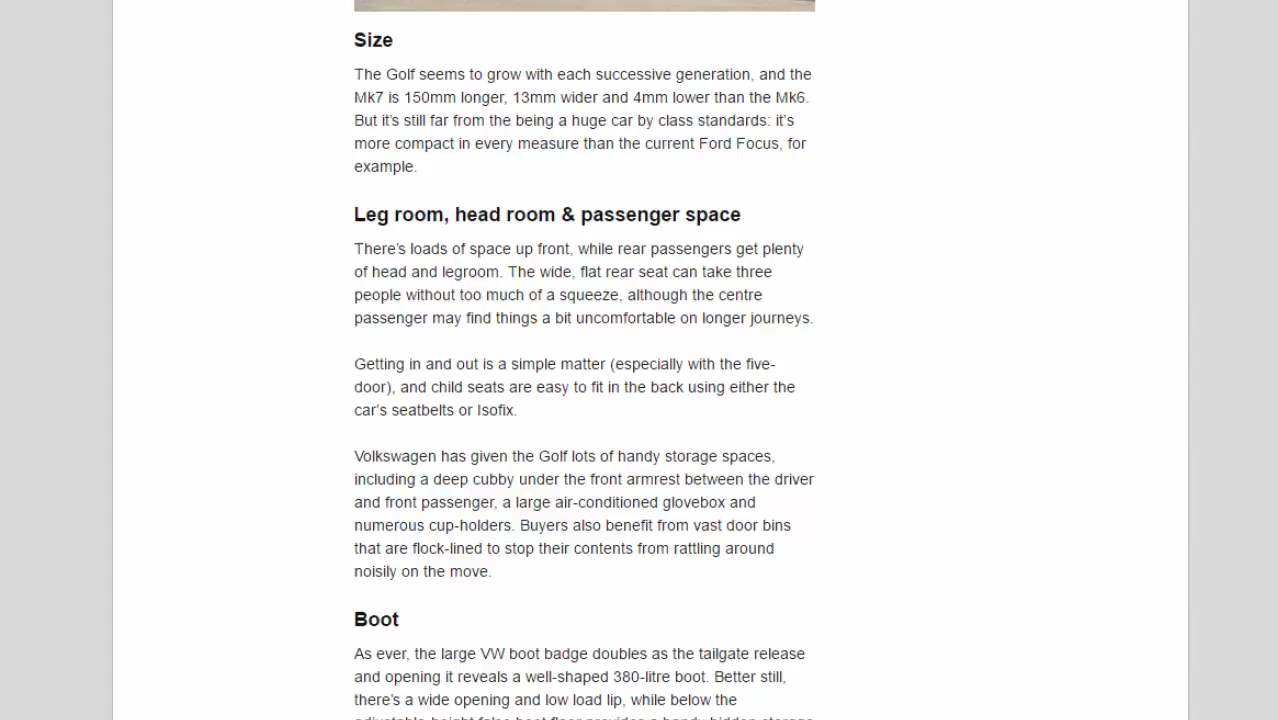 Size
The Golf seems to grow with each successive generation, and the
Mk7 is 150mm longer, 13mm wider and 4mm lower than the Mk6.
But it’s still far from the being a huge car by class standards: it’s
more compact in every measure than the current Ford Focus, for
example.
Leg room, head room & passenger space
There’s loads of space up front, while rear passengers get plenty
of head and legroom. The wide, flat rear seat can take three
people without too much of a squeeze, although the centre
passenger may find things a bit uncomfortable on longer journeys.
Getting in and out is a simple matter (especially with the five-
door), and child seats are easy to fit in the back using either the
car’s seatbelts or Isofix.
Volkswagen has given the Golf lots of handy storage spaces,
including a deep cubby under the front armrest between the driver
and front passenger, a large air-conditioned glovebox and
numerous cup-holders. Buyers also benefit from vast door bins
that are flock-lined to stop their contents from rattling around
noisily on the move.
Boot
As ever, the large VW boot badge doubles as the tailgate release
and opening it reveals a well-shaped 380-litre boot. Better still,
there’s a wide opening and low load lip, while below the
adjustable-height false boot floor provides a handy hidden storage